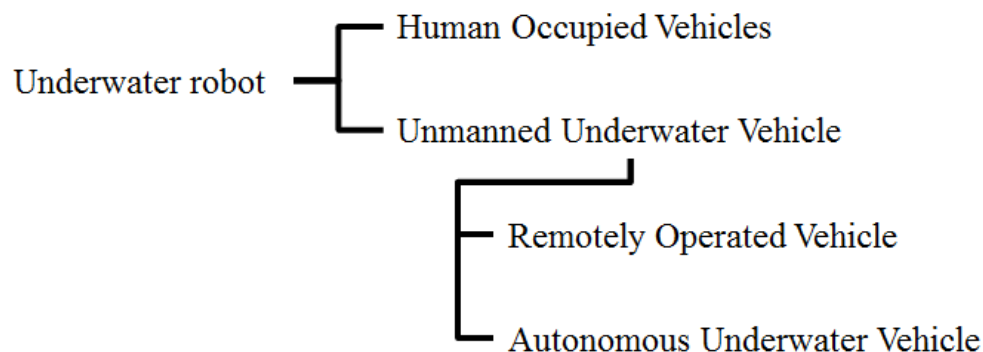 Human Occupied Vehicles
Underwater robot
Unmanned Underwater Vehicle
Remotely Operated Vehicle
Autonomous Underwater Vehicle